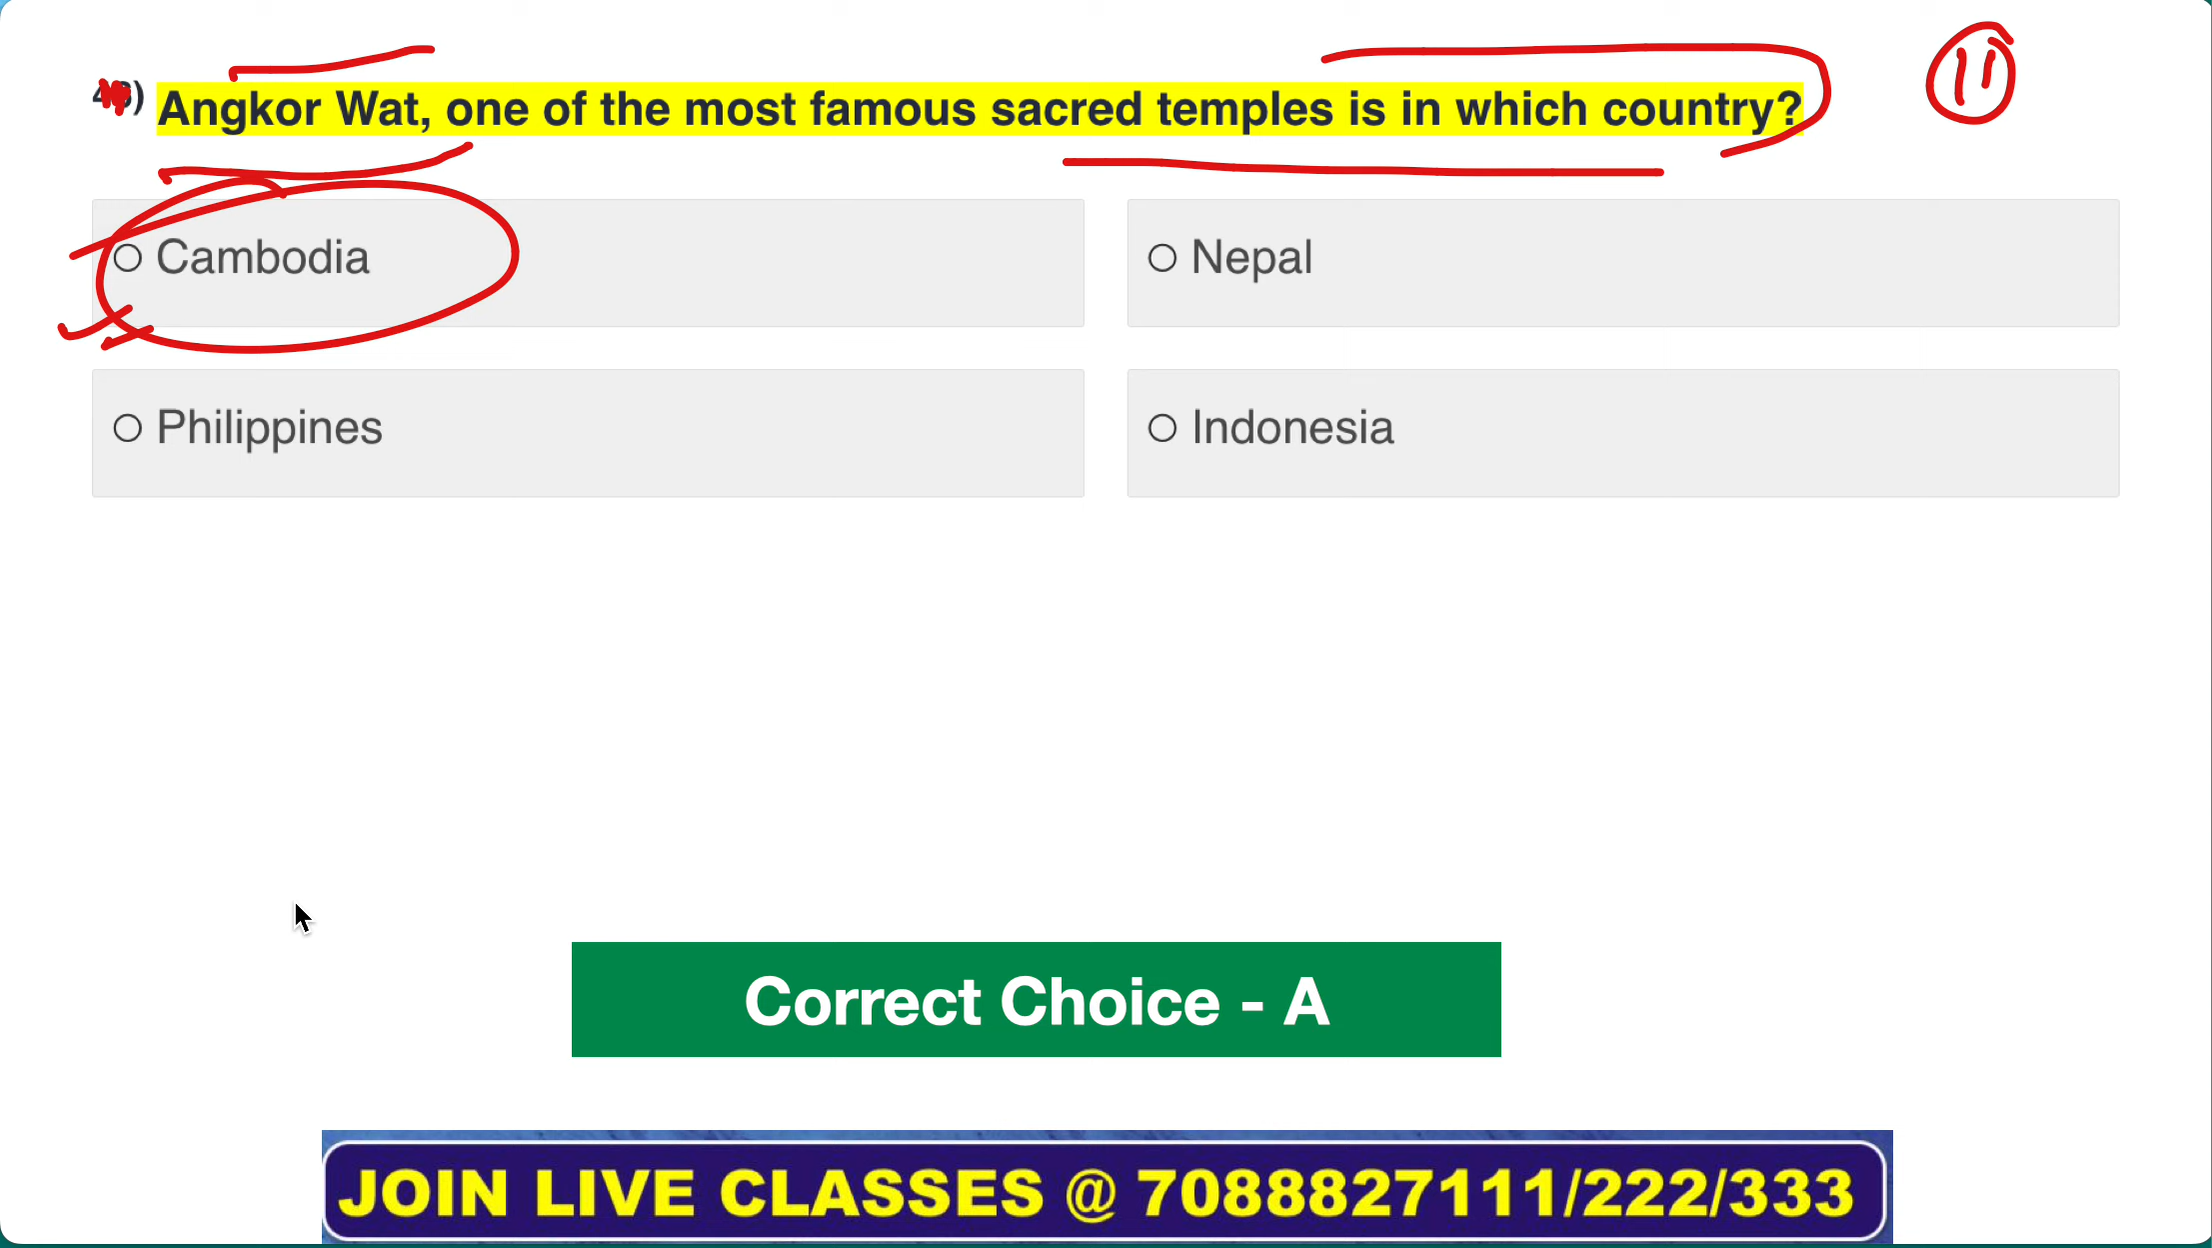 11
) Angkor Wat, one of the most famous sacred temples is in which country?
Cambodia
Nepal
Philippines
Indonesia
Correct Choice - A
JOIN LIVE CLASSES @ 7088827111/222/333